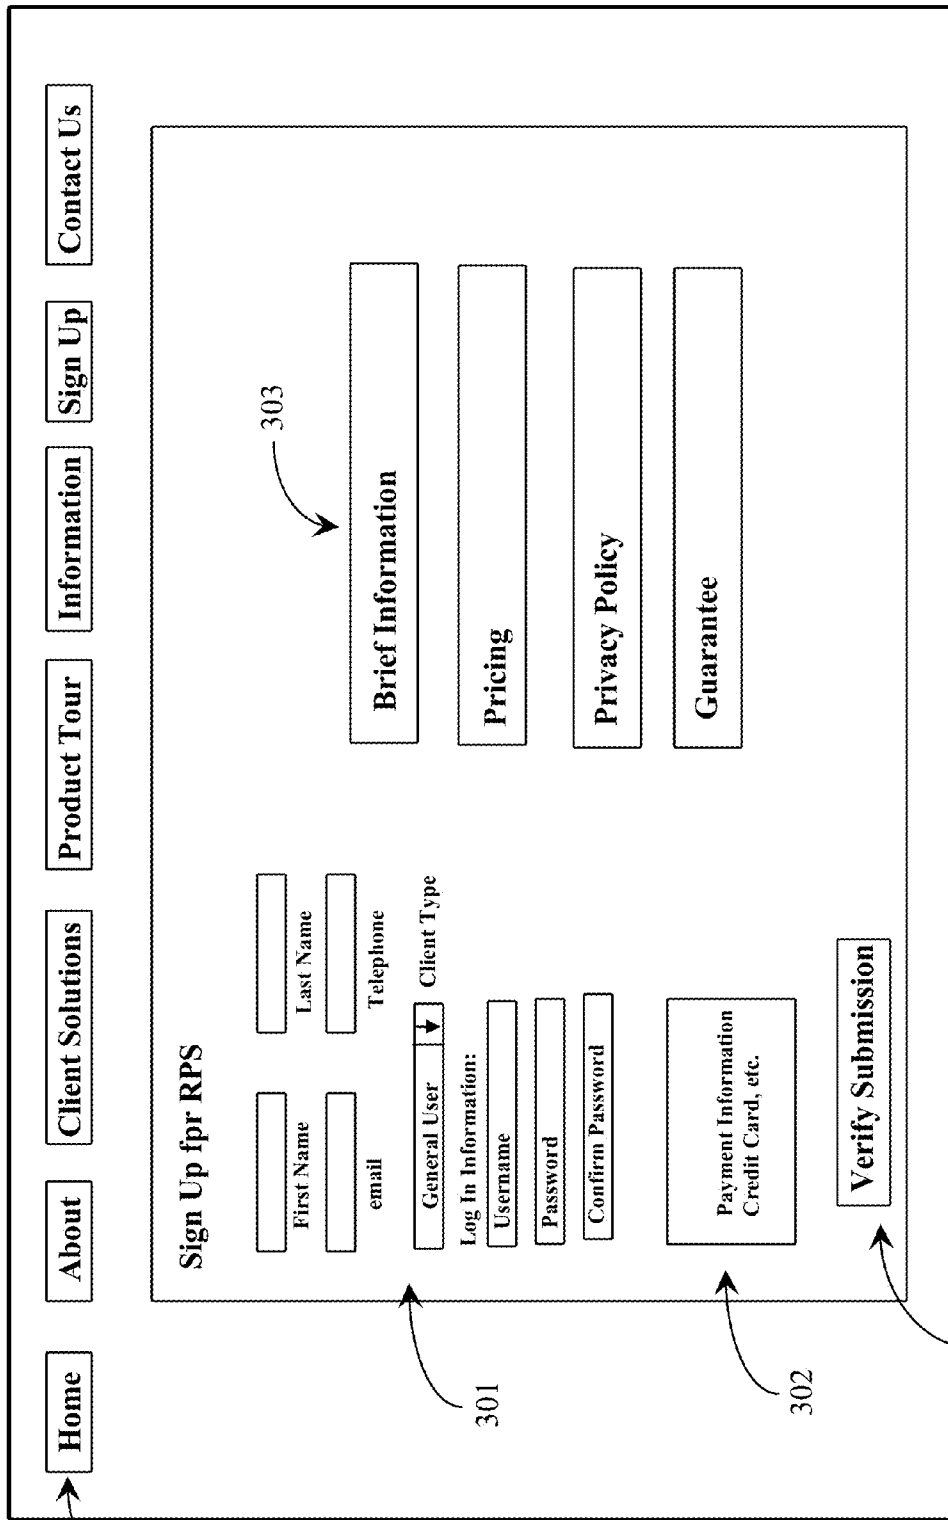 Home
About
Client Solutions
Product Tour
Information
Sign Up
Contact Us
Sign Up fpr RPS
First Name
Last Name
email
Telephone
General User
Client Type
Log In Information:
Username
Password
Confirm Password
Payment Information
Credit Card, etc.
Verify Submission
Brief Information
Pricing
Privacy Policy
Guarantee
301
302
303